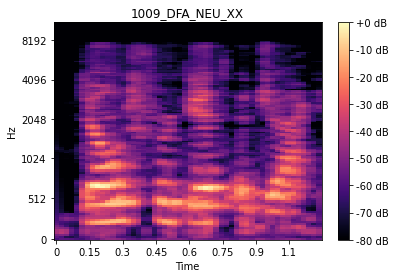 1009_DFA_NEU_XX
Hz
8192
4096
2048
1024
512
0
0 0.15 0.3 0.45 0.6 0.75 0.9 1.1
Time
+0 dB
-10 dB
-20 dB
-30 dB
-40 dB
-50 dB
-60 dB
-70 dB
-80 dB